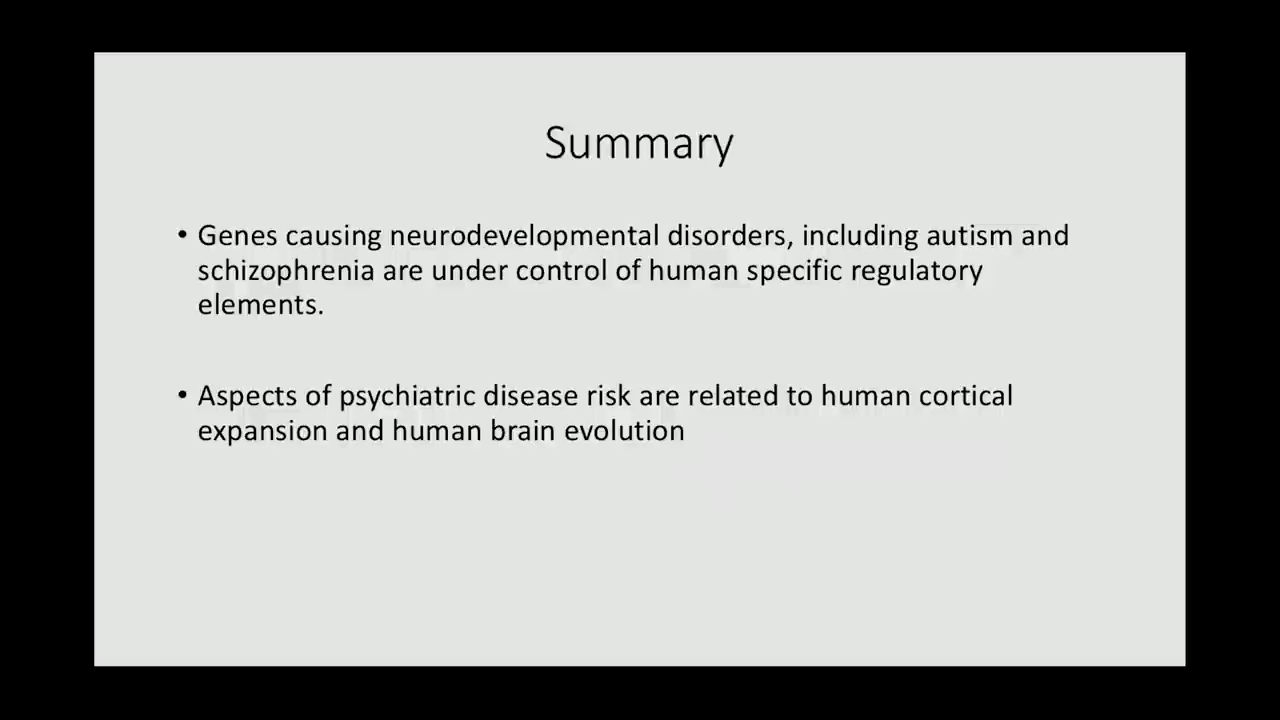 Summary
• Genes causing neurodevelopmental disorders, including autism and
schizophrenia are under control of human specific regulatory
elements.
• Aspects of psychiatric disease risk are related to human cortical
expansion and human brain evolution